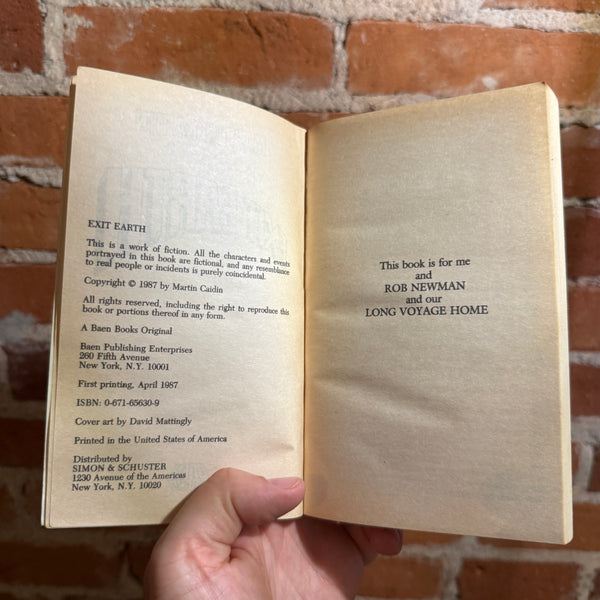 EXIT EARTH
This is a work of fiction. All the characters and events
portrayed in this book are fictional, and any resemblance
to real people or incidents is purely coincidental.
Copyright © 1987 by Martin Caidin
All rights reserved, including the right to reproduce this
book or portions thereof in any form.
A Baen Books Original
Baen Publishing Enterprises
260 Fifth Avenue
New York, N.Y. 10001
First printing, April 1987
ISBN: 0-671-65630-9
Cover art by David Mattingly
Printed in the United States of America
Distributed by
SIMON & SCHUSTER
1230 Avenue of the Americas
New York, N.Y. 10020
This book is for me
and
ROB NEWMAN
and our
LONG VOYAGE HOME